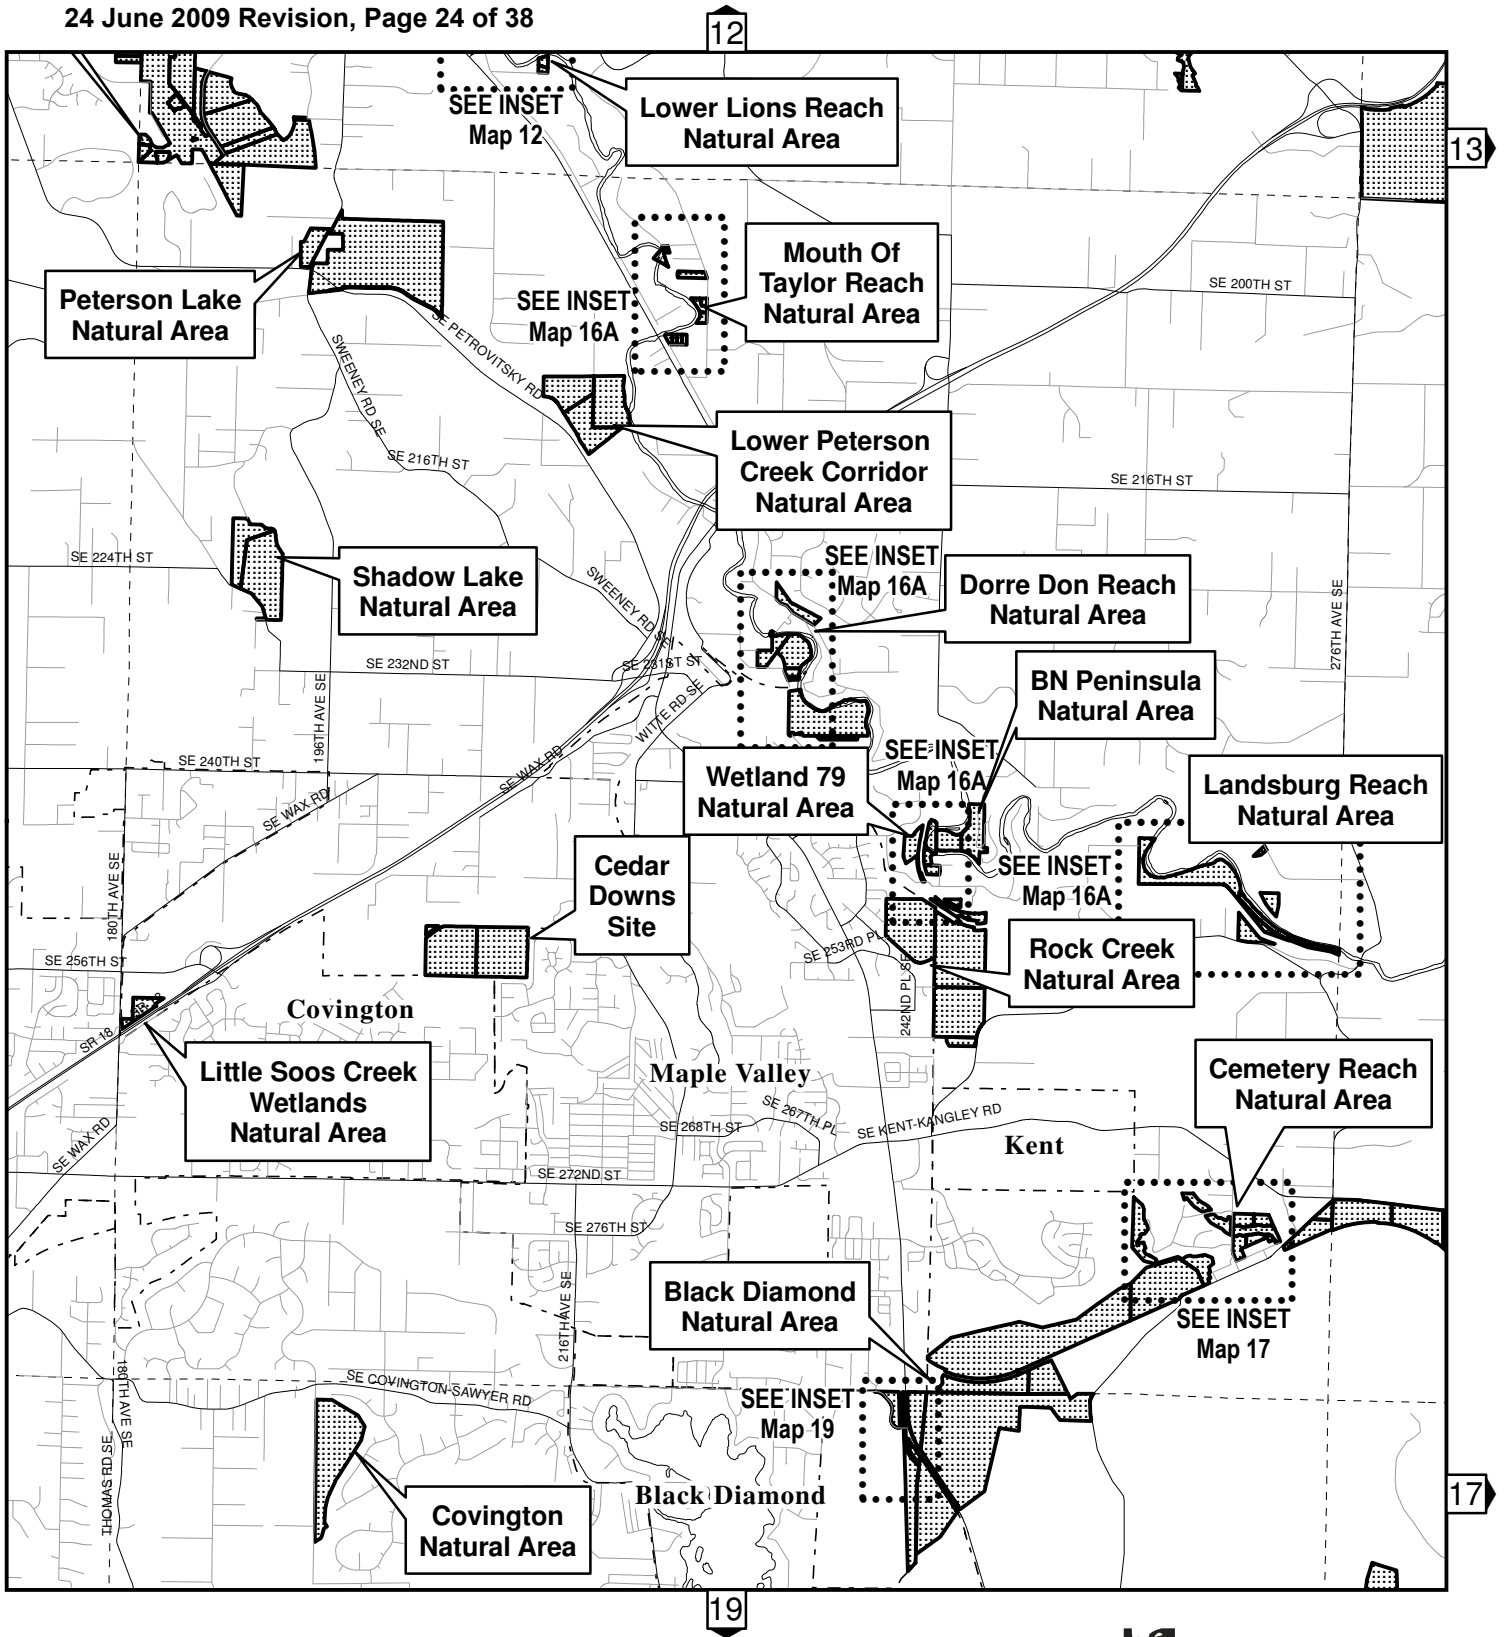 24 June 2009 Revision, Page 24 of 38
12
SEE INSET
Map 12
Lower Lions Reach
Natural Area
13
Mouth Of
Taylor Reach
Natural Area
SE 200TH ST
Peterson Lake
Natural Area
SEE INSET
Map 16A
SE PETROVITSKY RD
SWEENEY RD SE
Lower Peterson
Creek Corridor
Natural Area
SE 216TH ST
SE 216TH ST
SE 224TH ST
Shadow Lake
Natural Area
SEE INSET
Map 16A
Dorre Don Reach
Natural Area
SWEENEY RD SE
276TH AVE SE
SE 232ND ST
SE 231ST ST
BN Peninsula
Natural Area
196TH AVE SE
WITTE RD SE
SE 240TH ST
SE WAX RD
SEE INSET
Map 16A
Wetland 79
Natural Area
Landsburg Reach
Natural Area
SE WAX RD
180TH AVE SE
Cedar
Downs
Site
SEE INSET
Map 16A
SE 253RD PL
Rock Creek
Natural Area
SE 256TH ST
242ND PL SE
Covington
SR 18
Little Soos Creek
Wetlands
Natural Area
Maple Valley
Cemetery Reach
Natural Area
SE 267TH PL
SE 268TH ST
SE KENT-KANGLEY RD
Kent
SE WAX RD
SE 272ND ST
SE 276TH ST
Black Diamond
Natural Area
216TH AVE SE
SEE INSET
Map 17
180TH AVE SE
SE COVINGTON-SAWYER RD
SEE INSET
Map 19
THOMAS RD SE
Black Diamond
17
Covington
Natural Area
19